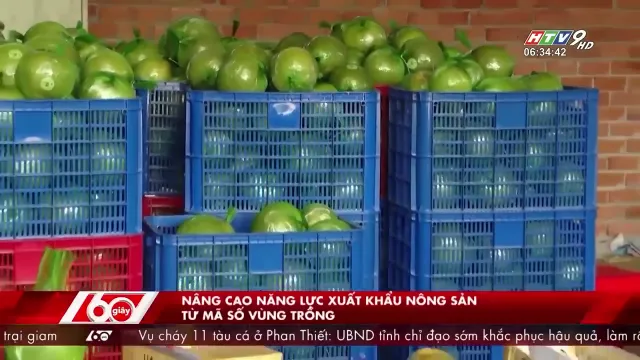 HTV9 HD
06:34:42
60 giây
NÂNG CAO NĂNG LỰC XUẤT KHẨU NÔNG SẢN
TỪ MÃ SỐ VÙNG TRỒNG
trại giam 60 giây Vụ cháy 11 tàu cá ở Phan Thiết: UBND tỉnh chỉ đạo sớm khắc phục hậu quả, làm r